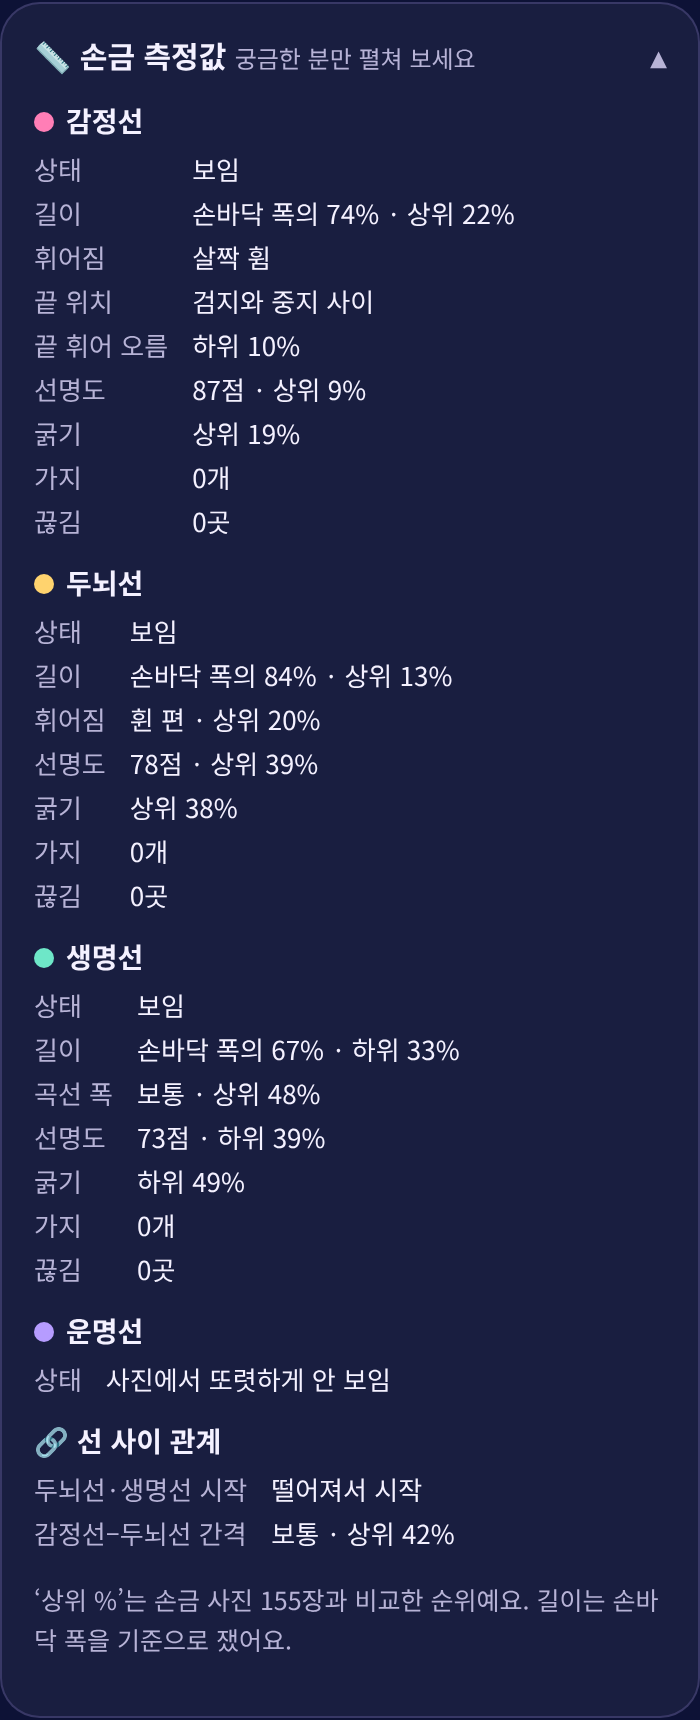 손금 측정값 궁금한 분만 펼쳐 보세요 ▲
감정선
상태 보임
길이 손바닥 폭의 74% · 상위 22%
휘어짐 살짝 휨
끝 위치 검지와 중지 사이
끝 휘어 오름 하위 10%
선명도 87점 · 상위 9%
굵기 상위 19%
가지 0개
끊김 0곳
두뇌선
상태 보임
길이 손바닥 폭의 84% · 상위 13%
휘어짐 휜 편 · 상위 20%
선명도 78점 · 상위 39%
굵기 상위 38%
가지 0개
끊김 0곳
생명선
상태 보임
길이 손바닥 폭의 67% · 하위 33%
곡선 폭 보통 · 상위 48%
선명도 73점 · 하위 39%
굵기 하위 49%
가지 0개
끊김 0곳
운명선
상태 사진에서 또렷하게 안 보임
선 사이 관계
두뇌선·생명선 시작 떨어져서 시작
감정선–두뇌선 간격 보통 · 상위 42%
‘상위 %’는 손금 사진 155장과 비교한 순위예요. 길이는 손바
닥 폭을 기준으로 쟀어요.